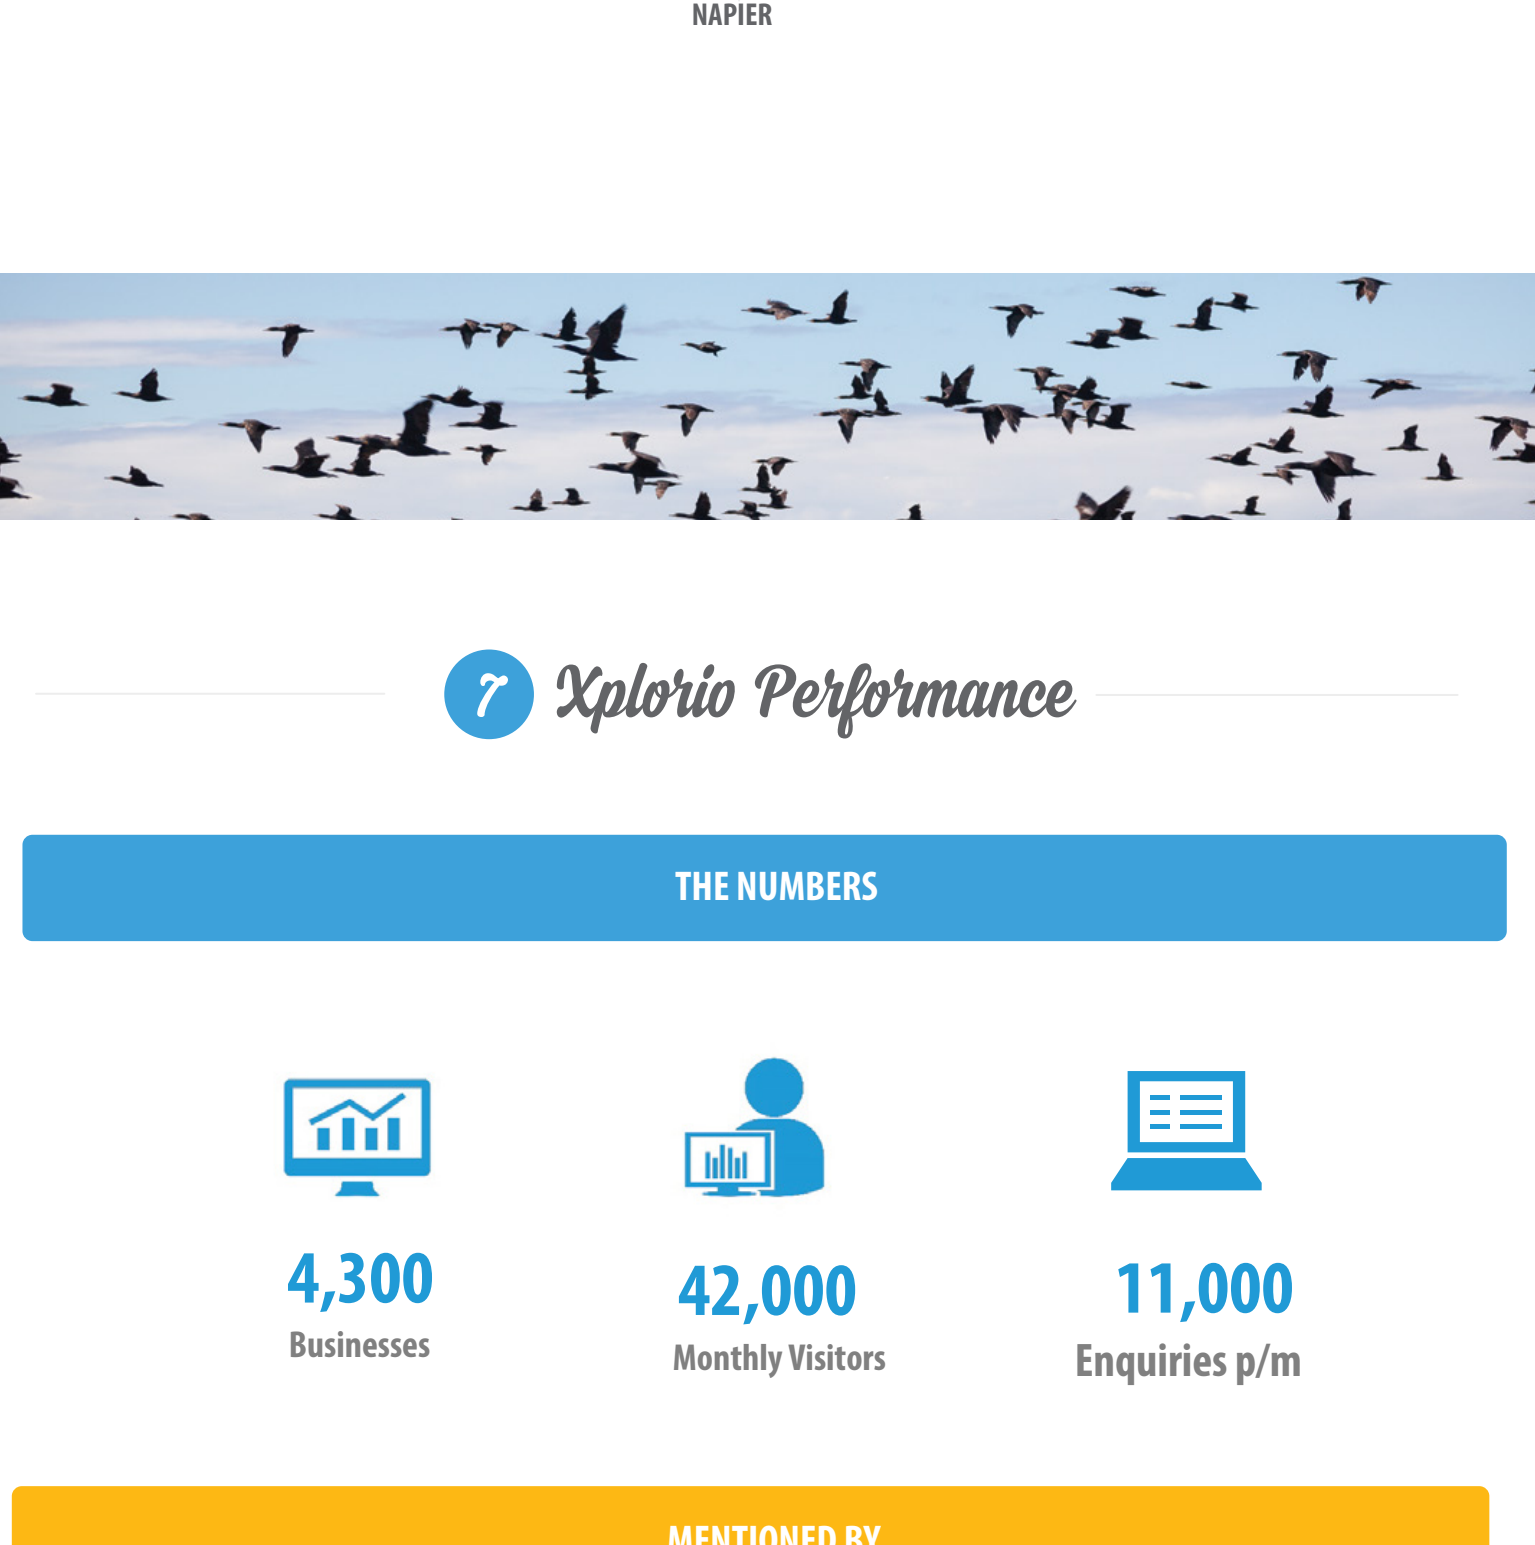 NAPIER
7 Xplorio Performance
THE NUMBERS
4,300
Businesses
42,000
Monthly Visitors
11,000
Enquiries p/m
MENTIONED BY